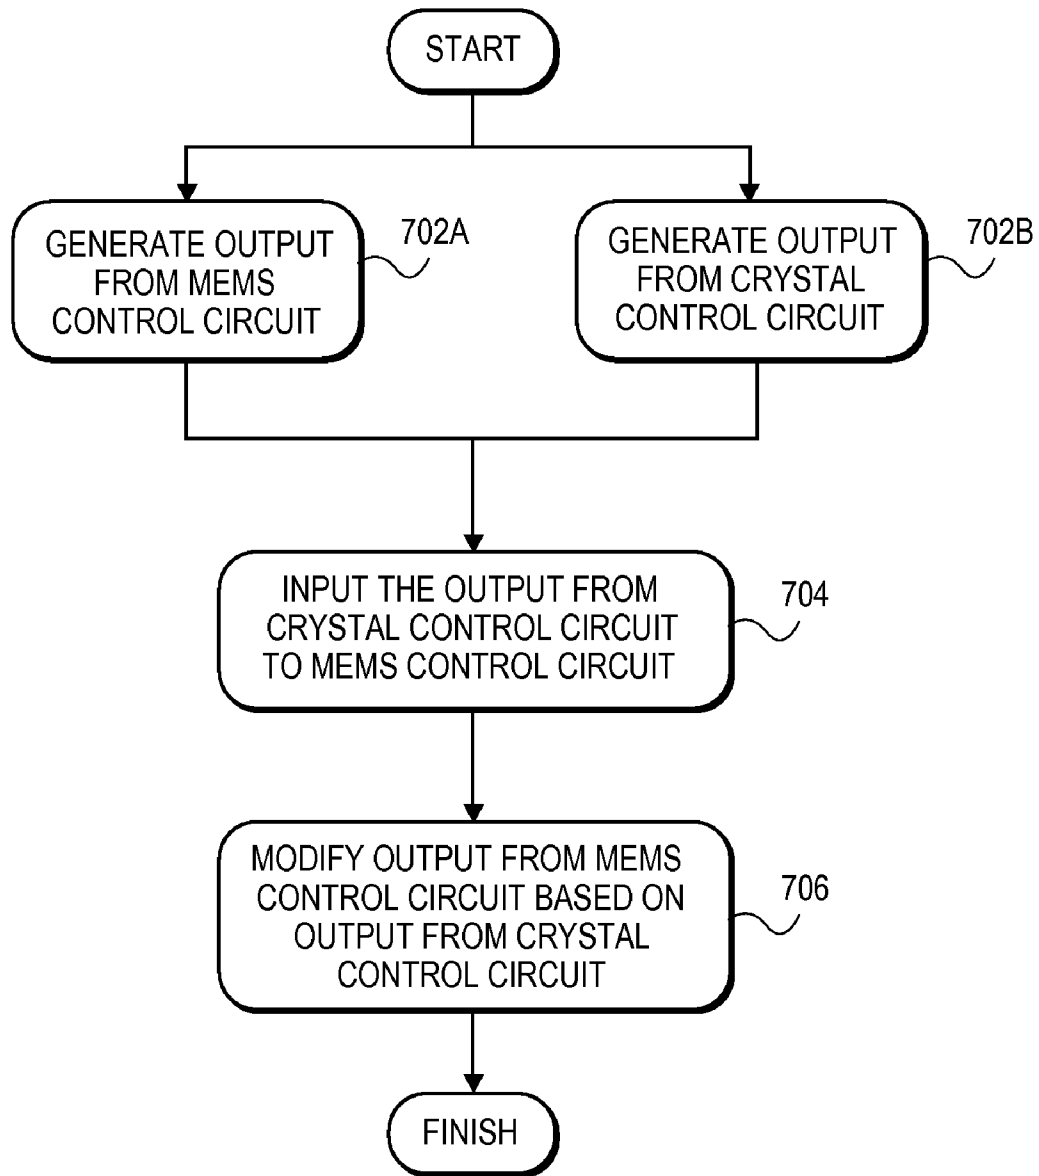 START
GENERATE OUTPUT
FROM MEMS
CONTROL CIRCUIT
702A
GENERATE OUTPUT
FROM CRYSTAL
CONTROL CIRCUIT
702B
INPUT THE OUTPUT FROM
CRYSTAL CONTROL CIRCUIT
TO MEMS CONTROL CIRCUIT
704
MODIFY OUTPUT FROM MEMS
CONTROL CIRCUIT BASED ON
OUTPUT FROM CRYSTAL
CONTROL CIRCUIT
706
FINISH